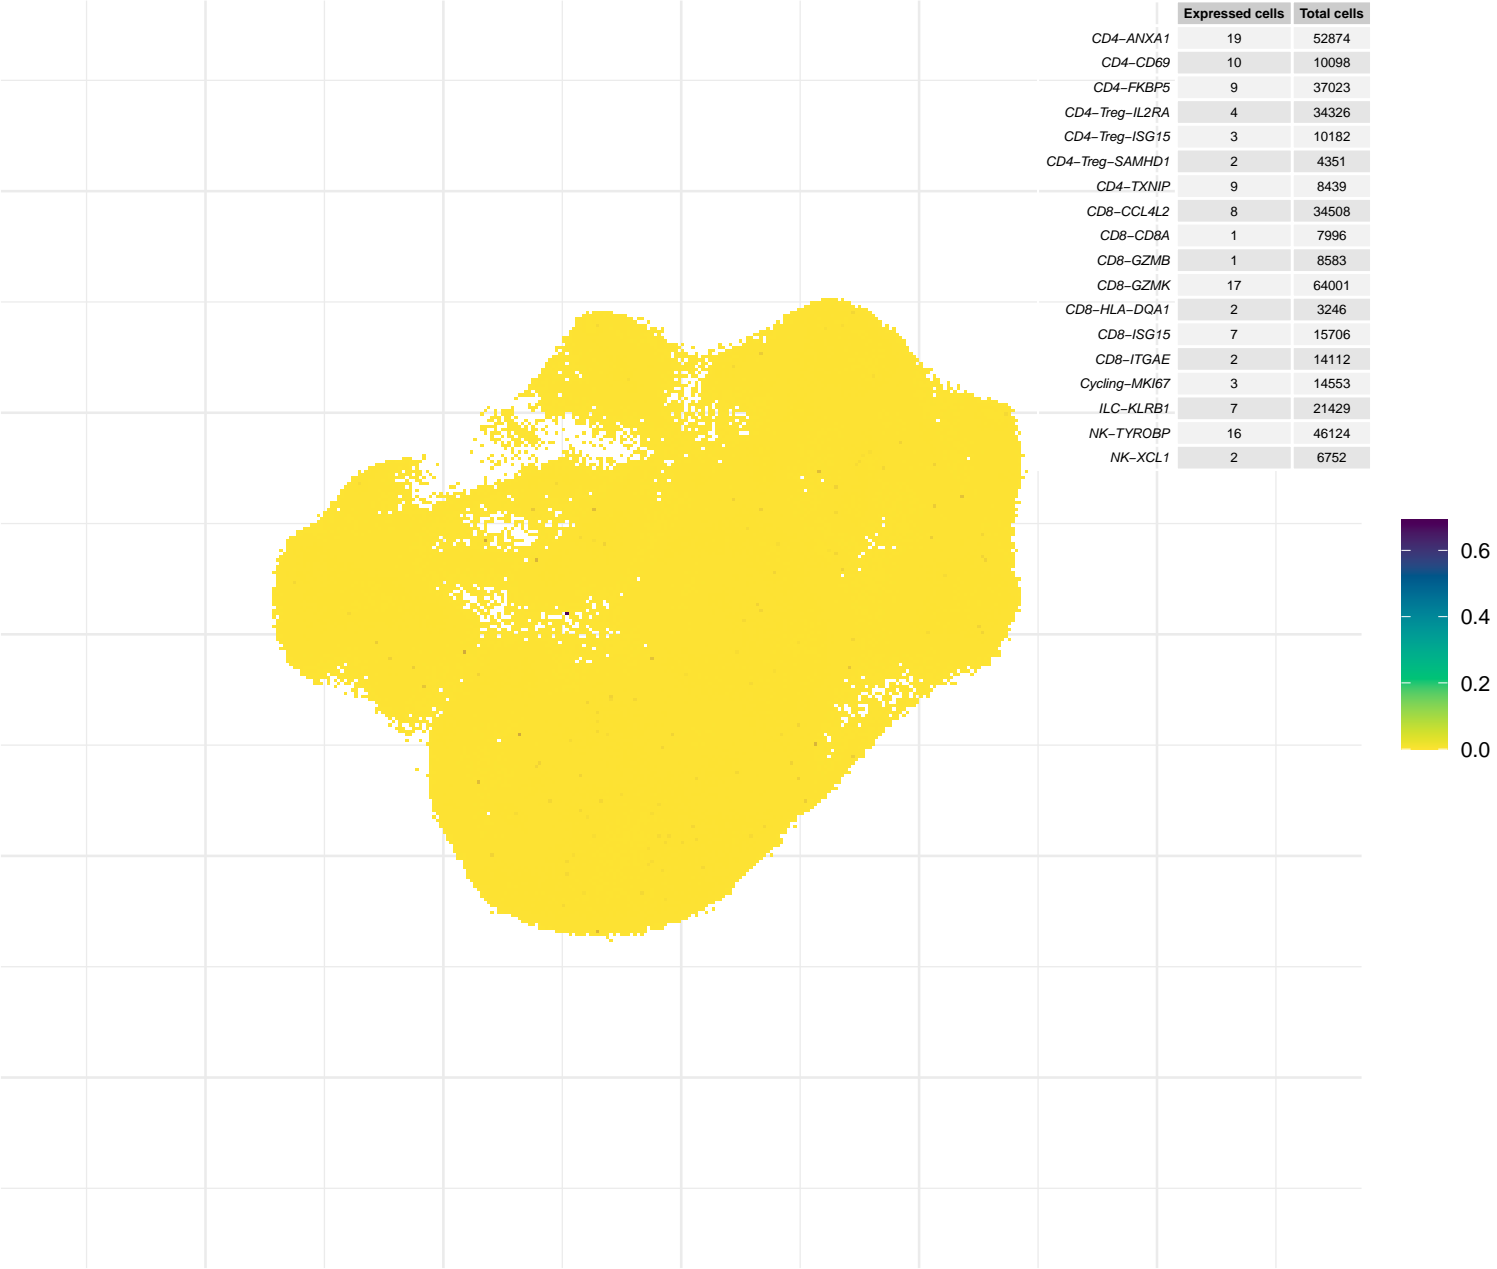 Expressed cells Total cells
CD4−ANXA1 19 52874
CD4−CD69 10 10098
CD4−FKBP5 9 37023
CD4−Treg−IL2RA 4 34326
CD4−Treg−ISG15 3 10182
CD4−Treg−SAMHD1 2 4351
CD4−TXNIP 9 8439
CD8−CCL4L2 8 34508
CD8−CD8A 1 7996
CD8−GZMB 1 8583
CD8−GZMK 17 64001
CD8−HLA−DQA1 2 3246
CD8−ISG15 7 15706
CD8−ITGAE 2 14112
Cycling−MKI67 3 14553
ILC−KLRB1 7 21429
NK−TYROBP 16 46124
NK−XCL1 2 6752
0.6
0.4
0.2
0.0